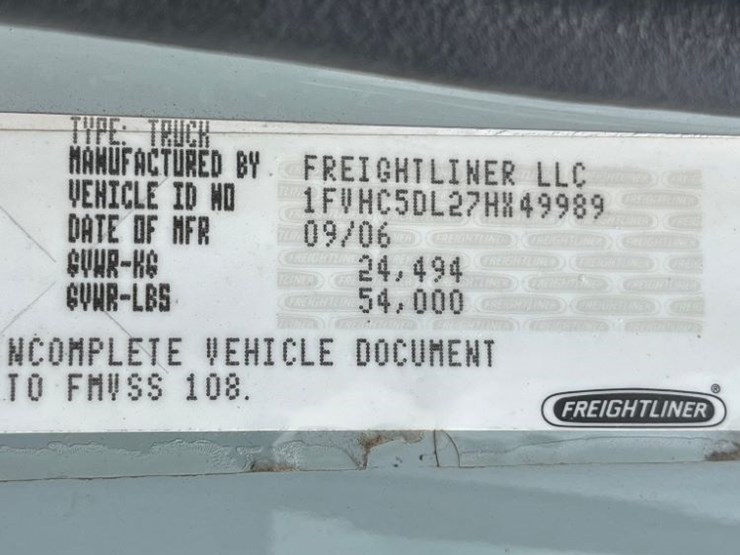 TYPE: TRUCK
MANUFACTURED BY FREIGHTLINER LLC
VEHICLE ID NO 1FVHC5DL27HX49989
DATE OF MFR 09/06
GVWR-KG 24,494
GVWR-LBS 54,000
NCOMPLETE VEHICLE DOCUMENT
TO FMVSS 108.
FREIGHTLINER®